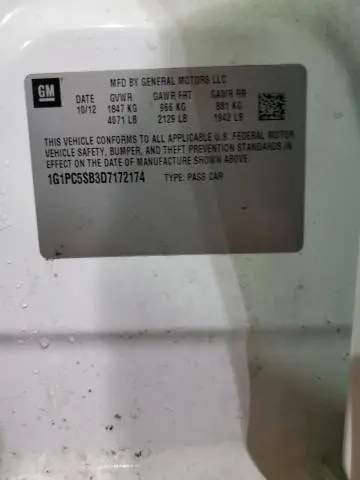 GM
MFD BY GENERAL MOTORS LLC
DATE GVWR GAWR FRT GAWR RR
10/12 1847 KG 966 KG 881 KG
4071 LB 2129 LB 1942 LB
THIS VEHICLE CONFORMS TO ALL APPLICABLE U.S. FEDERAL MOTOR
VEHICLE SAFETY, BUMPER, AND THEFT PREVENTION STANDARDS IN
EFFECT ON THE DATE OF MANUFACTURE SHOWN ABOVE.
1G1PC5SB3D7172174 TYPE: PASS CAR